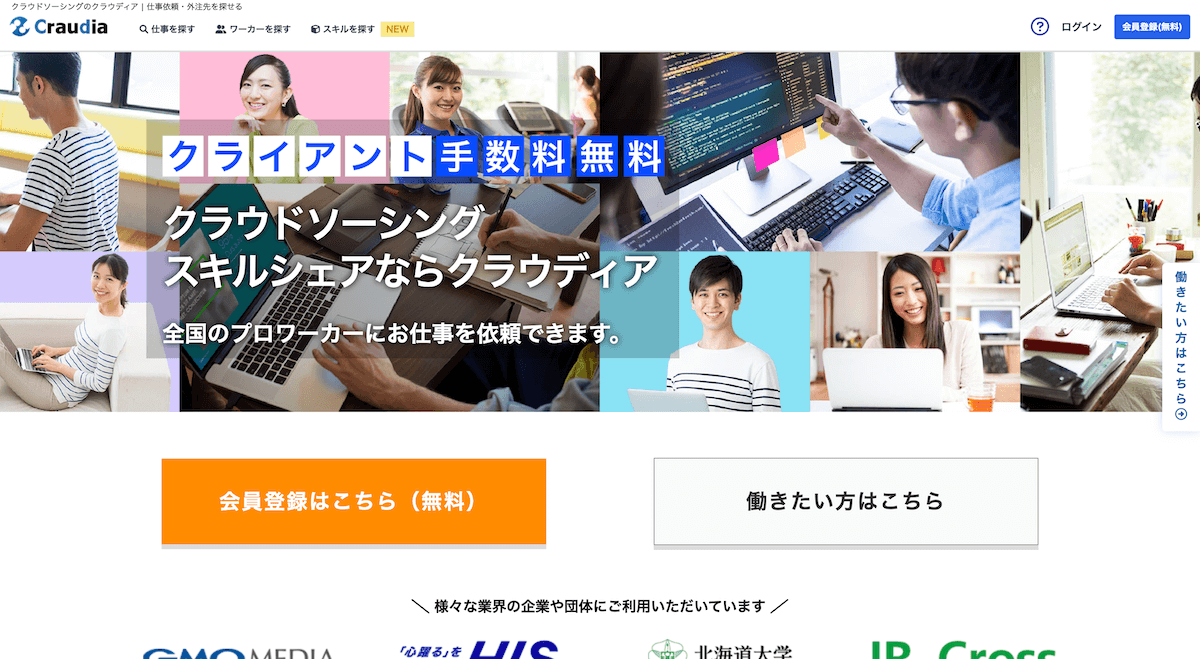 クラウドソーシングのクラウディア | 仕事依頼・外注先を探せる
Craudia
仕事を探す
ワーカーを探す
スキルを探す NEW
?
ログイン
会員登録(無料)
クライアント手数料無料
クラウドソーシング
スキルシェアならクラウディア
全国のプロワーカーにお仕事を依頼できます。
働きたい方はこちら
会員登録はこちら（無料）
働きたい方はこちら
様々な業界の企業や団体にご利用いただいています
GMO MEDIA
「心躍る」を
HIS
北海道大学
JR Cross